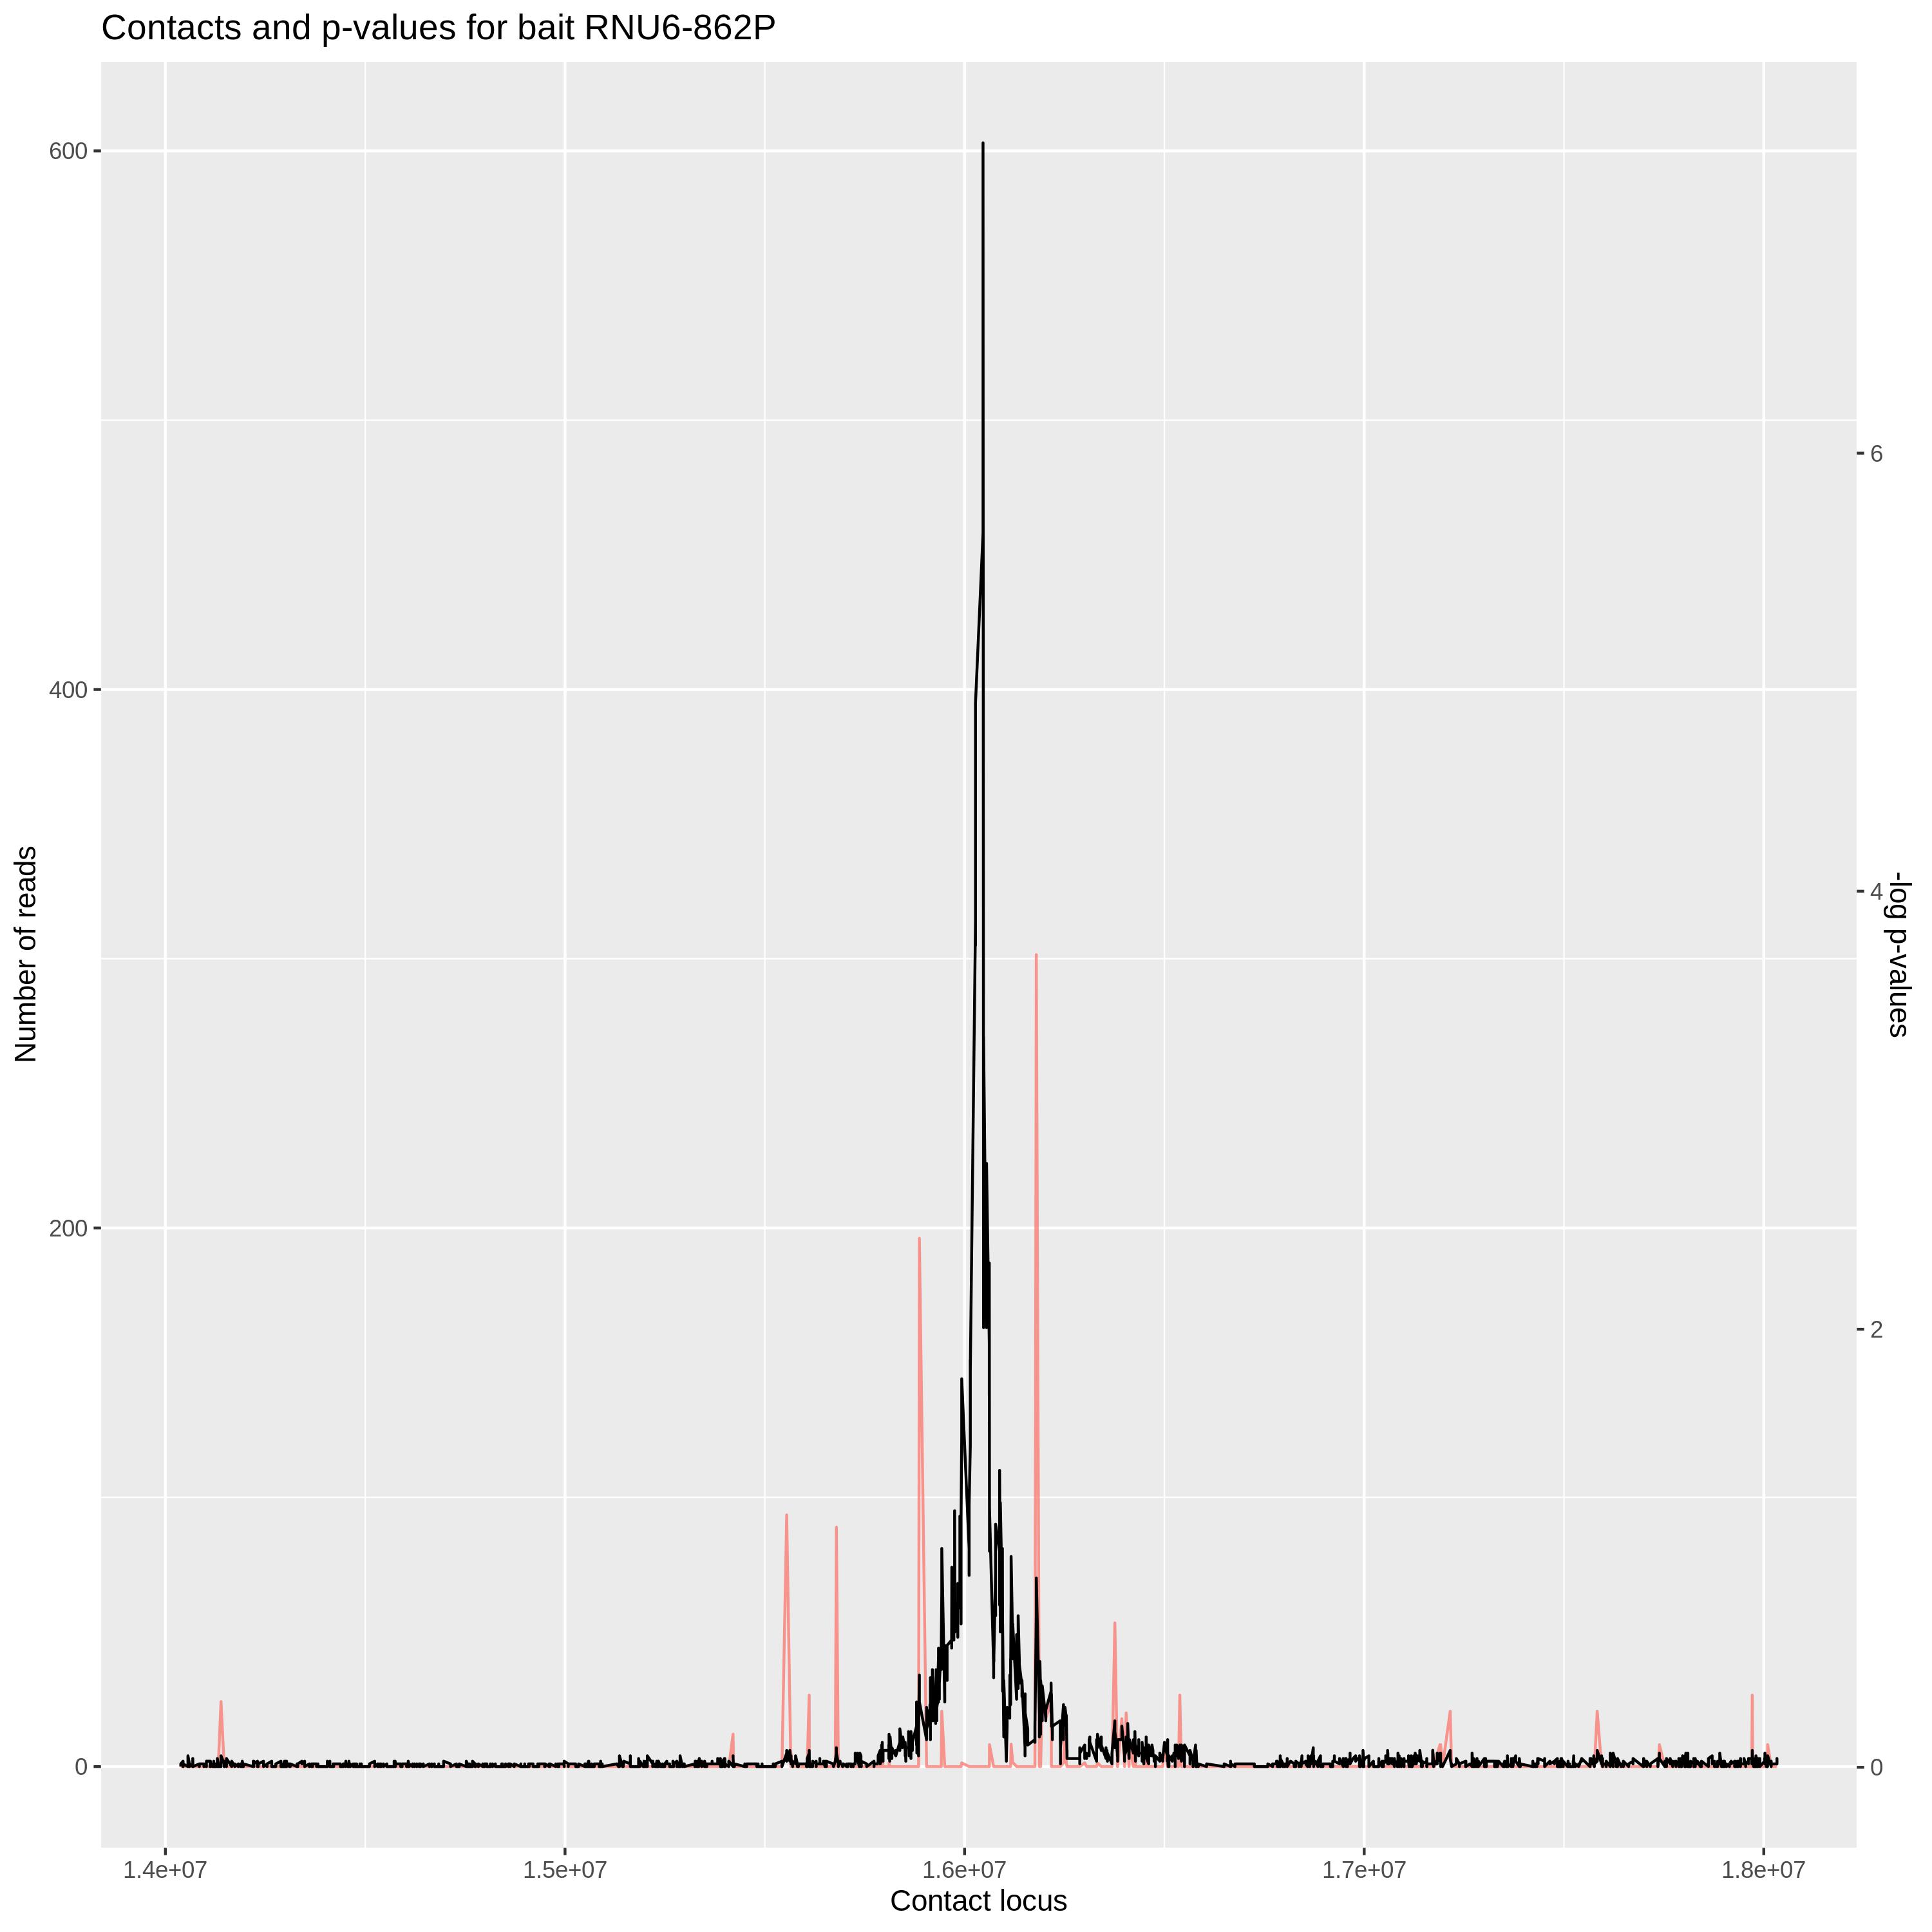 Contacts and p-values for bait RNU6-862P
600
400
200
0
Number of reads
6
4
2
0
-log p-values
1.4e+07
1.5e+07
1.6e+07
1.7e+07
1.8e+07
Contact locus